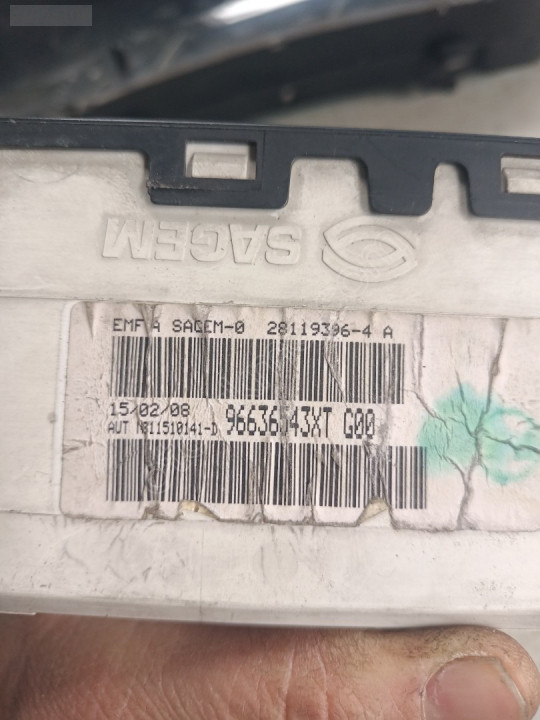 SAGEM
EMF A SAGEM-0 28119396-4 A
15/02/08
AUT N811510141-D 96636543XT G00